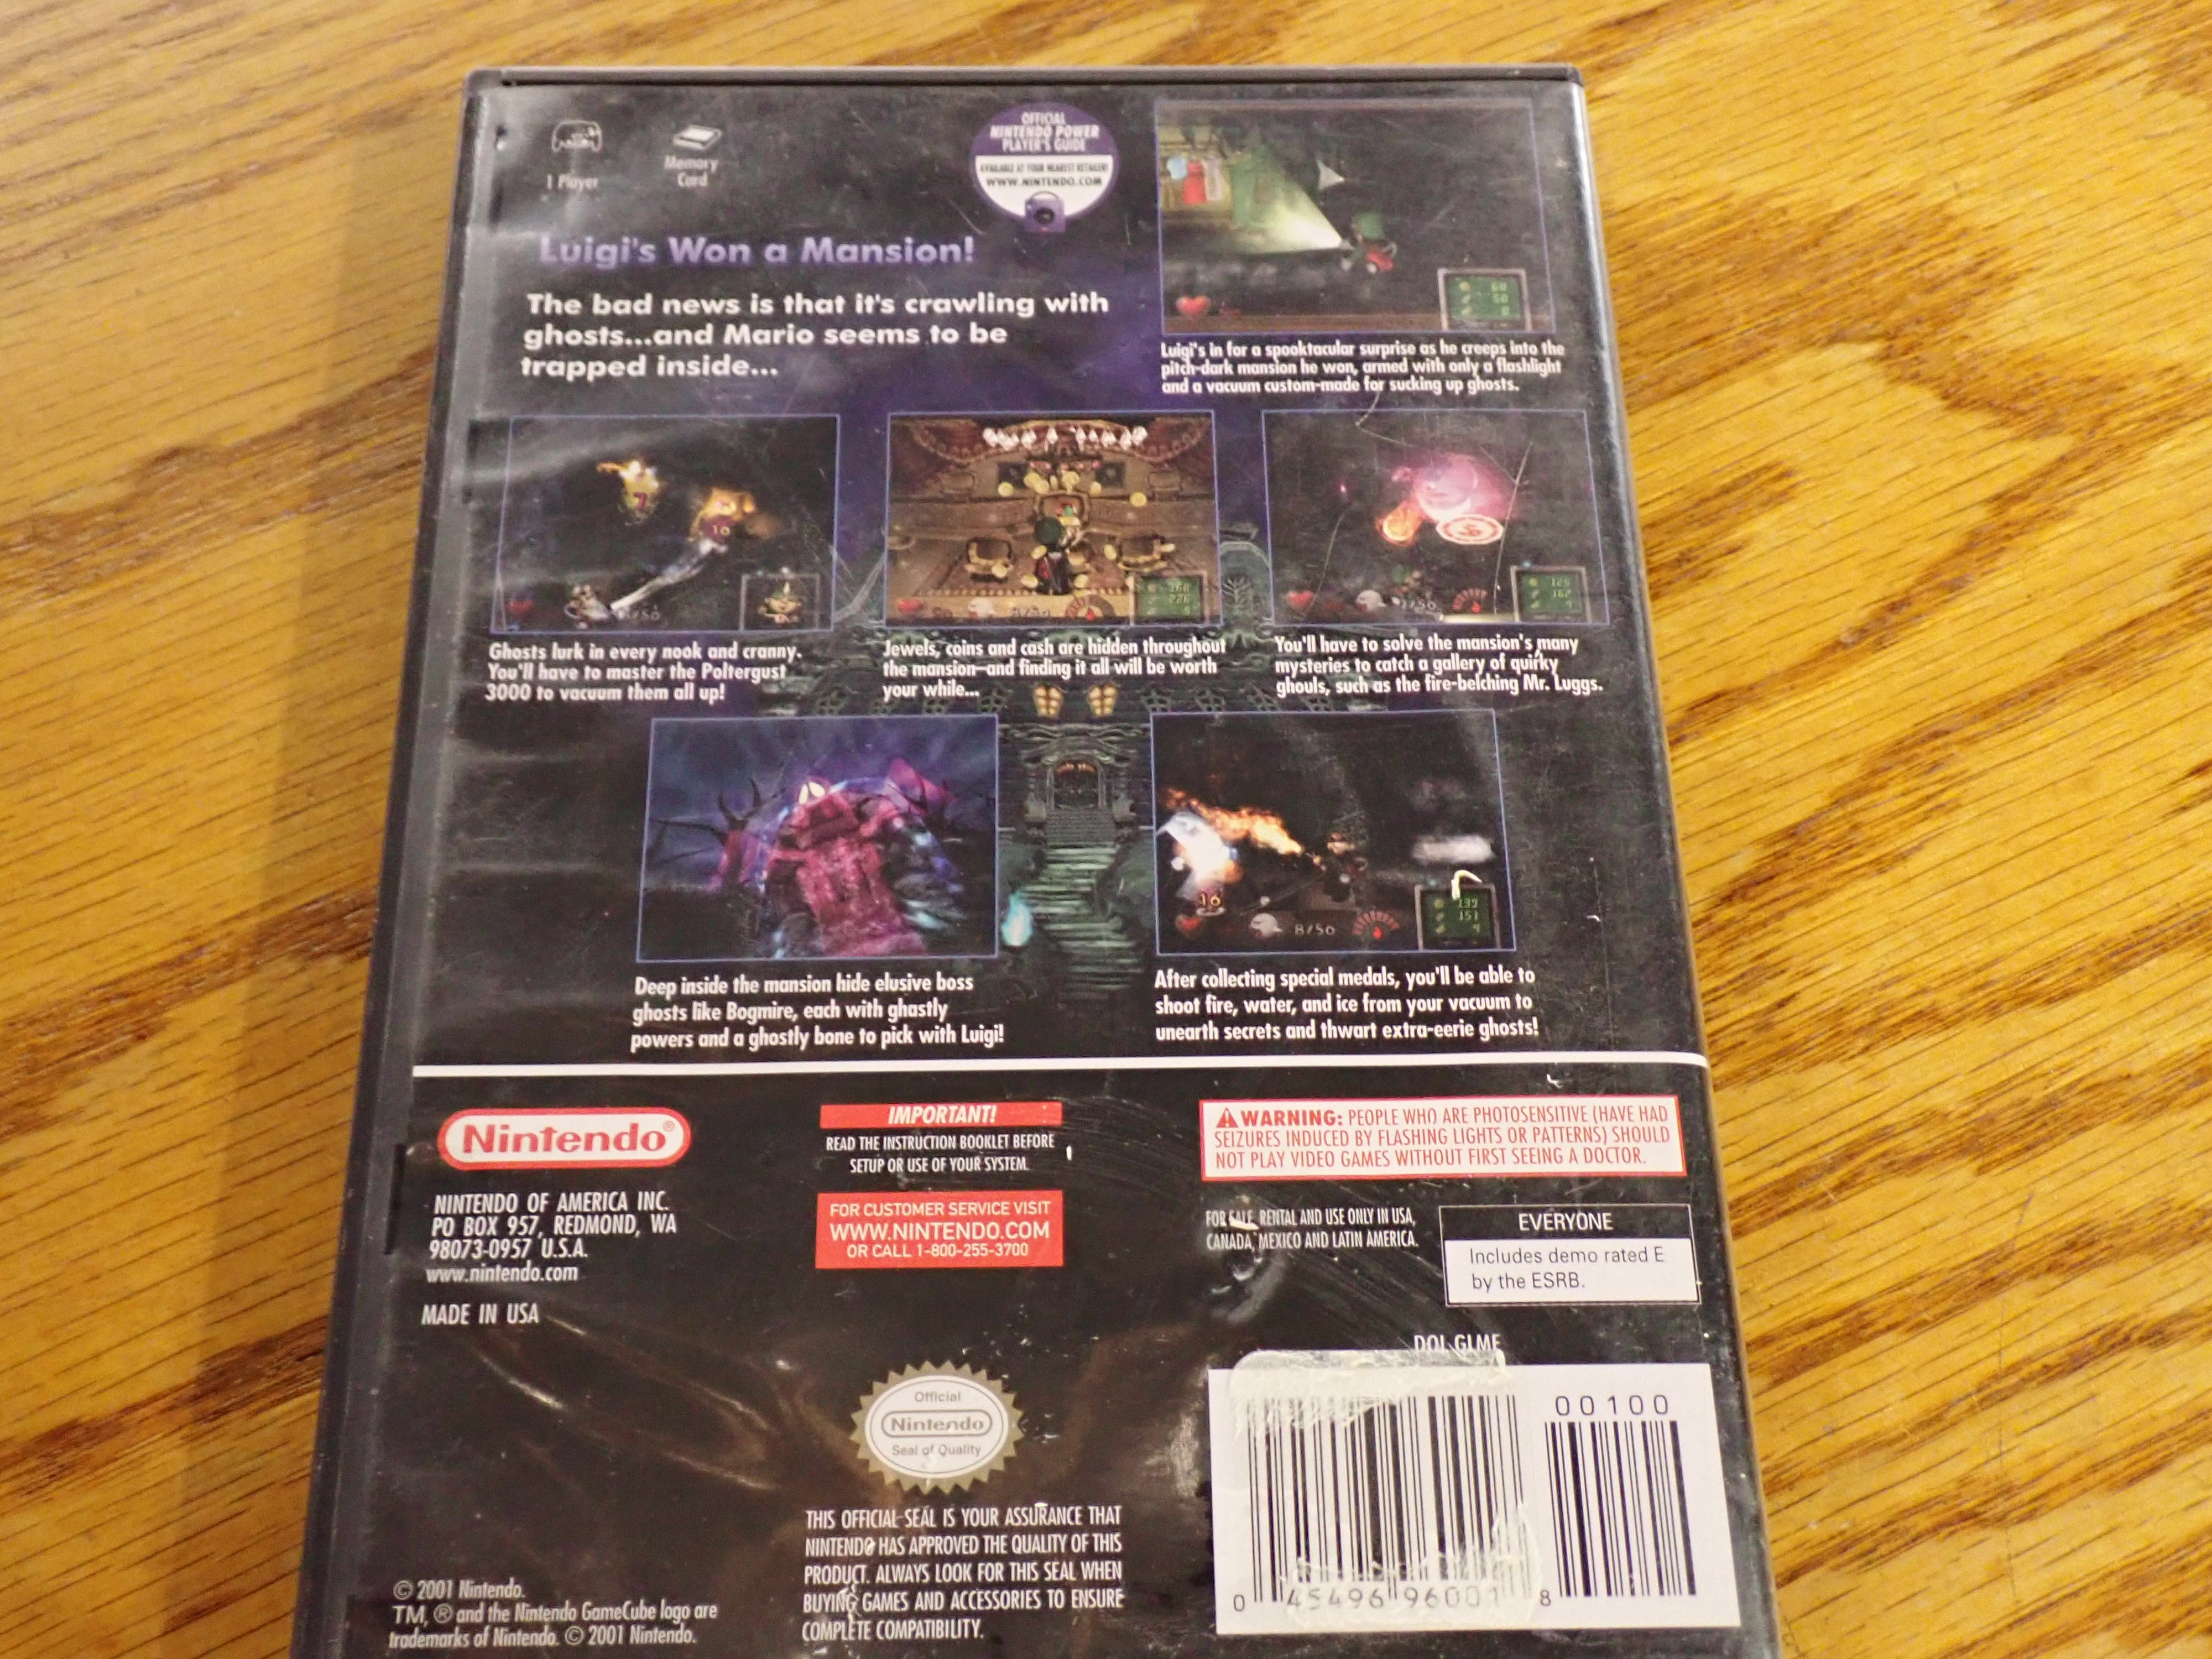 1 Player
Memory
Card
OFFICIAL
NINTENDO POWER
PLAYER'S GUIDE
AVAILABLE AT YOUR NEAREST RETAILER!
WWW.NINTENDO.COM
Luigi's Won a Mansion!
The bad news is that it's crawling with
ghosts...and Mario seems to be
trapped inside...
60
50
0
Luigi's in for a spooktacular surprise as he creeps into the
pitch-dark mansion he won, armed with only a flashlight
and a vacuum custom-made for sucking up ghosts.
7
10
Ghosts lurk in every nook and cranny.
You'll have to master the Poltergust
3000 to vacuum them all up!
Jewels, coins and cash are hidden throughout
the mansion—and finding it all will be worth
your while...
You'll have to solve the mansion's many
mysteries to catch a gallery of quirky
ghouls, such as the fire-belching Mr. Luggs.
16
8/50
139
151
Deep inside the mansion hide elusive boss
ghosts like Bogmire, each with ghastly
powers and a ghostly bone to pick with Luigi!
After collecting special medals, you'll be able to
shoot fire, water, and ice from your vacuum to
unearth secrets and thwart extra-eerie ghosts!
Nintendo®
NINTENDO OF AMERICA INC.
PO BOX 957, REDMOND, WA
98073-0957 U.S.A.
www.nintendo.com
MADE IN USA
IMPORTANT!
READ THE INSTRUCTION BOOKLET BEFORE
SETUP OR USE OF YOUR SYSTEM.
FOR CUSTOMER SERVICE VISIT
WWW.NINTENDO.COM
OR CALL 1-800-255-3700
WARNING: PEOPLE WHO ARE PHOTOSENSITIVE (HAVE HAD
SEIZURES INDUCED BY FLASHING LIGHTS OR PATTERNS) SHOULD
NOT PLAY VIDEO GAMES WITHOUT FIRST SEEING A DOCTOR.
FOR SALE, RENTAL AND USE ONLY IN USA,
CANADA, MEXICO AND LATIN AMERICA.
EVERYONE
Includes demo rated E
by the ESRB.
DOL GLME
00100
0 45496 96001 8
Official
Nintendo
Seal of Quality
THIS OFFICIAL SEAL IS YOUR ASSURANCE THAT
NINTENDO HAS APPROVED THE QUALITY OF THIS
PRODUCT. ALWAYS LOOK FOR THIS SEAL WHEN
BUYING GAMES AND ACCESSORIES TO ENSURE
COMPLETE COMPATIBILITY.
© 2001 Nintendo.
TM, ® and the Nintendo GameCube logo are
trademarks of Nintendo. © 2001 Nintendo.